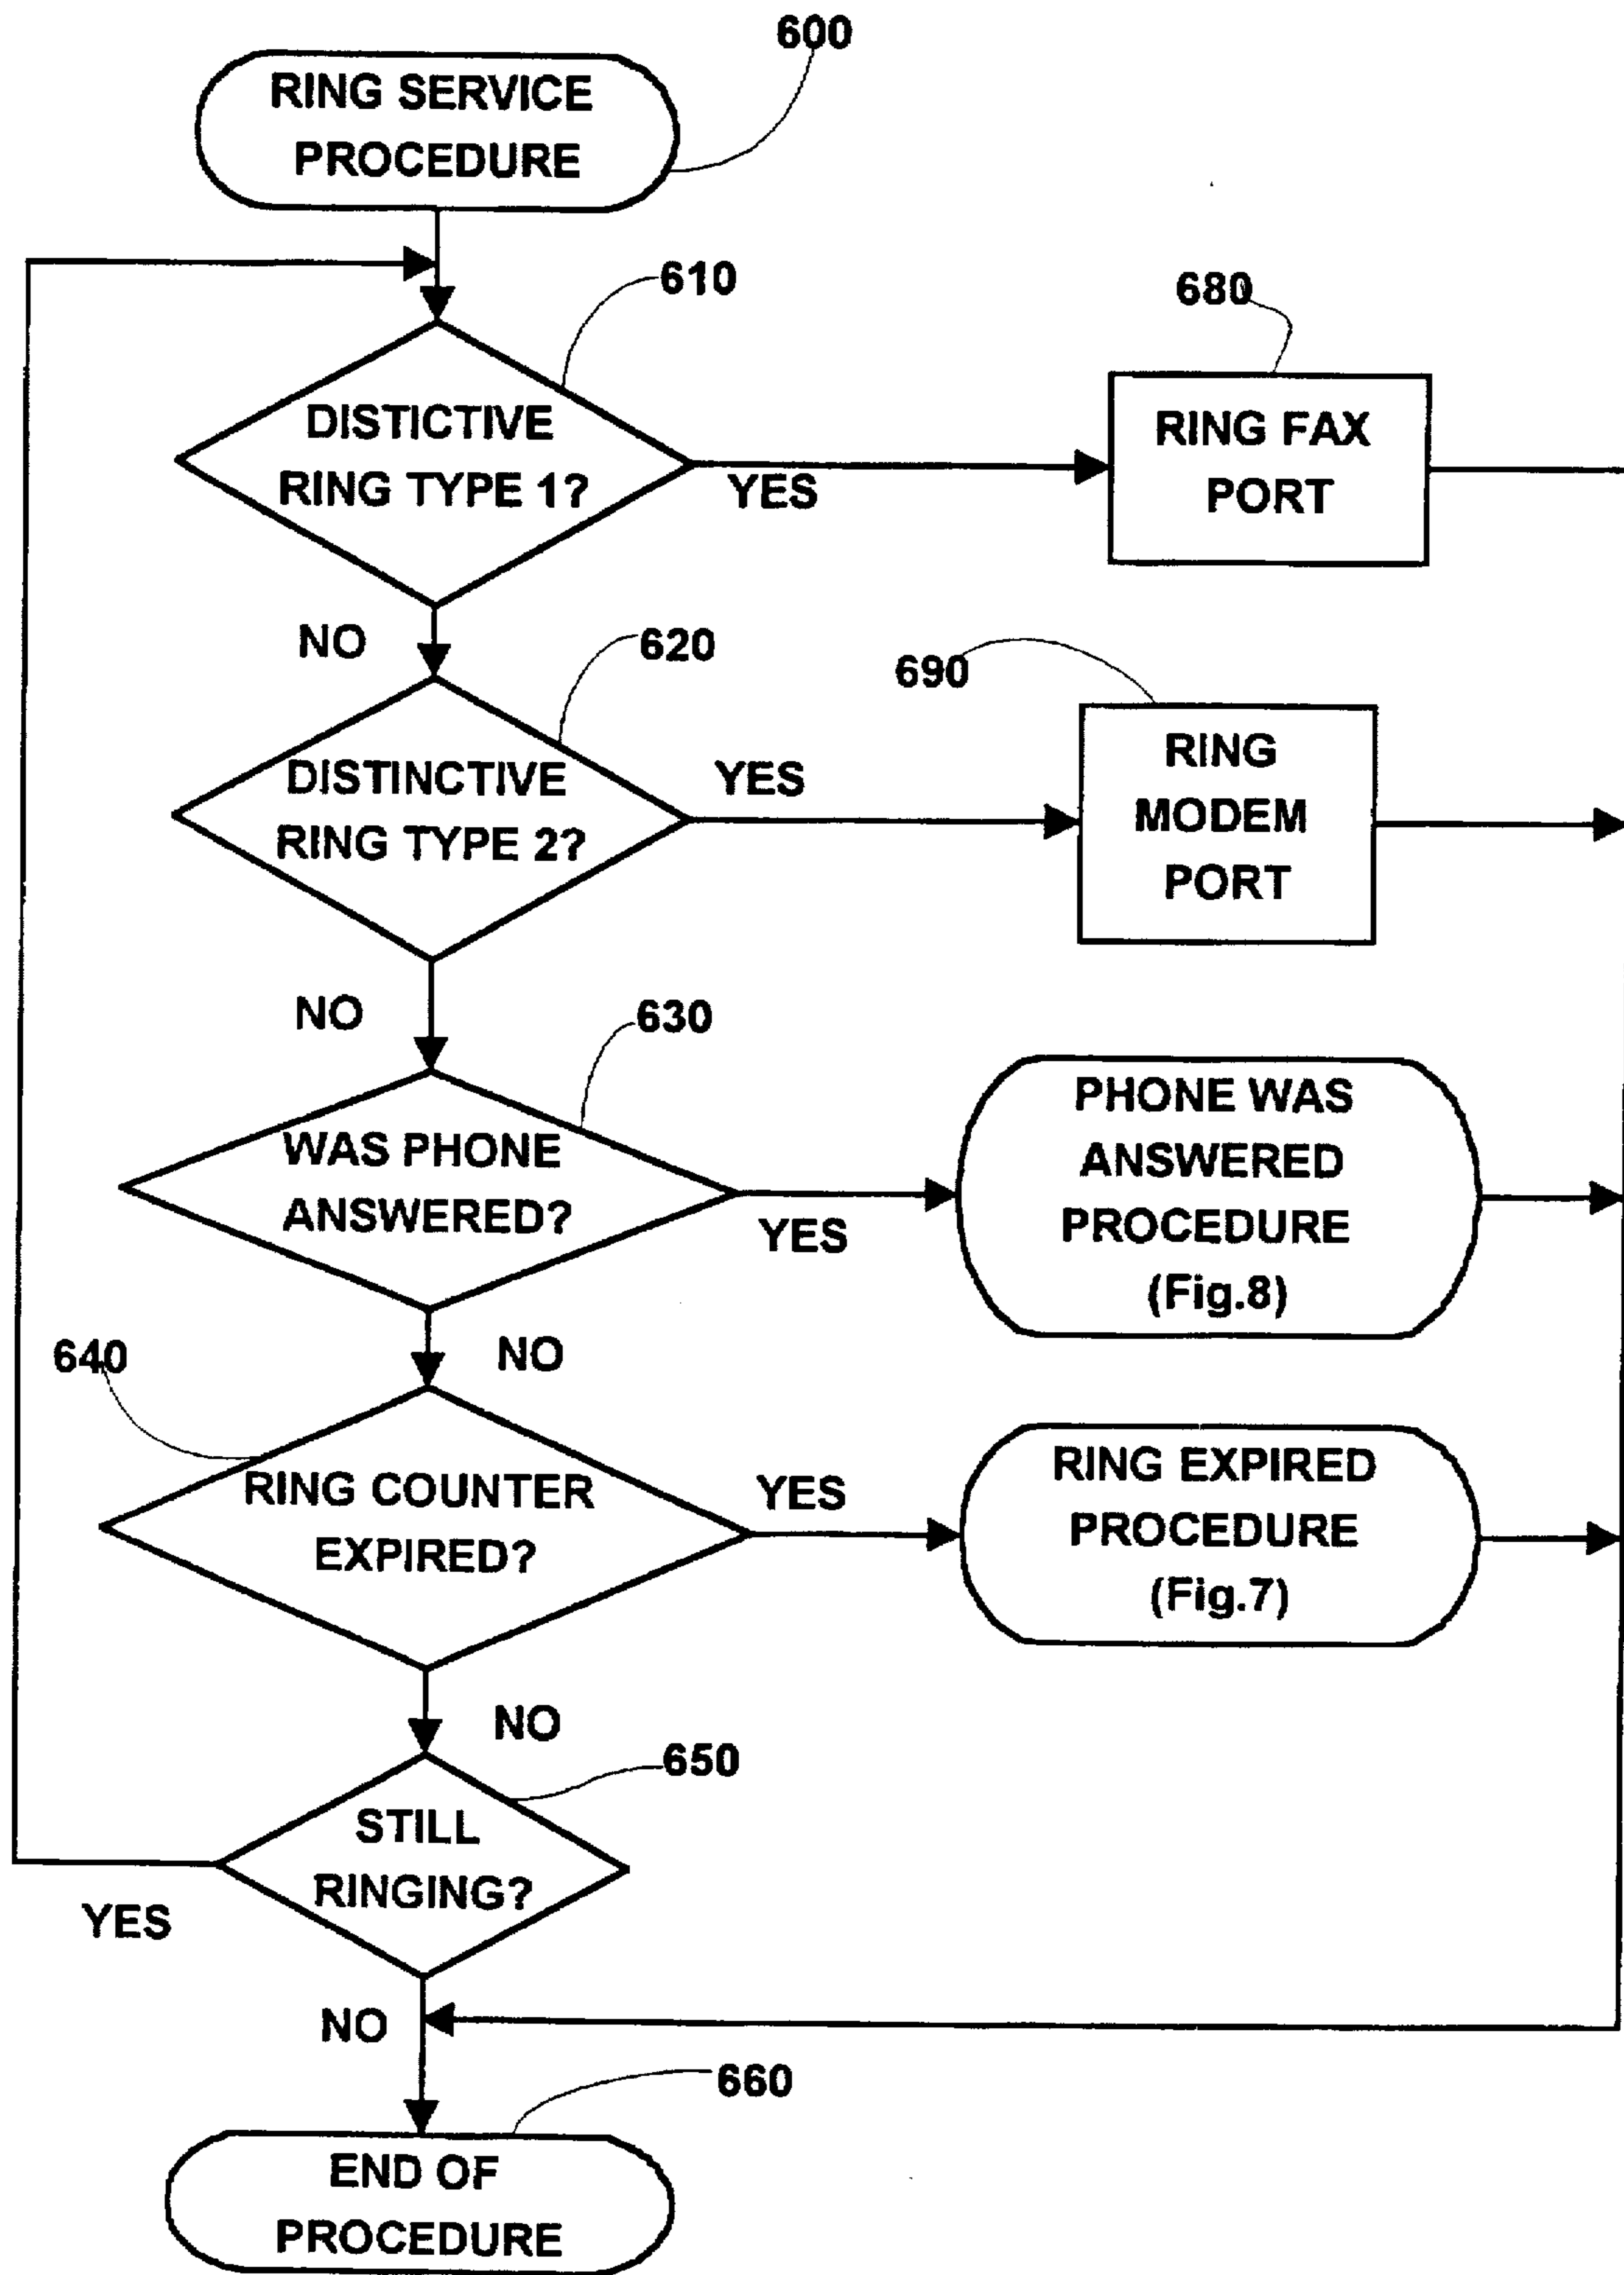 600
RING SERVICE
PROCEDURE
610
680
DISTICTIVE
RING TYPE 1?
YES
RING FAX
PORT
NO
620
690
DISTINCTIVE
RING TYPE 2?
YES
RING
MODEM
PORT
NO
630
WAS PHONE
ANSWERED?
YES
PHONE WAS
ANSWERED
PROCEDURE
(Fig.8)
NO
640
RING COUNTER
EXPIRED?
YES
RING EXPIRED
PROCEDURE
(Fig.7)
NO
650
STILL
RINGING?
YES
NO
660
END OF
PROCEDURE